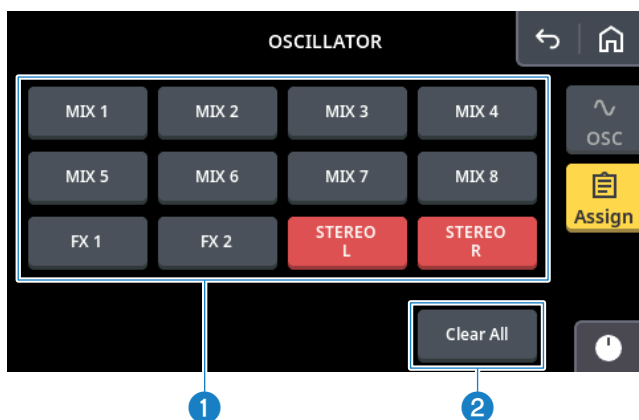 OSCILLATOR
MIX 1
MIX 2
MIX 3
MIX 4
OSC
MIX 5
MIX 6
MIX 7
MIX 8
Assign
FX 1
FX 2
STEREO
L
STEREO
R
Clear All
1
2